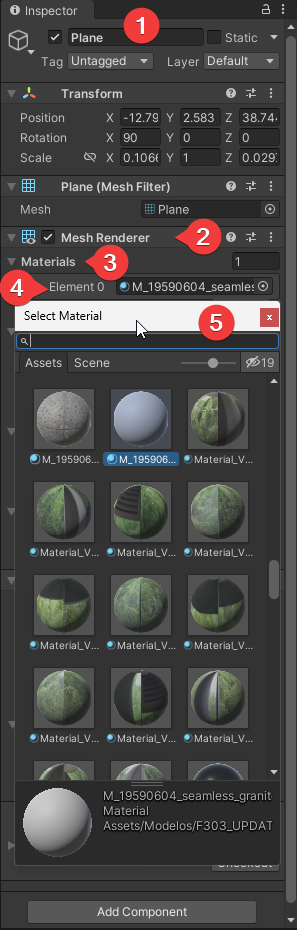 Inspector
Plane
1
Static
Tag Untagged Layer Default
Transform
Position X -12.79 Y 2.583 Z 38.744
Rotation X 90 Y 0 Z 0
Scale X 0.1066 Y 1 Z 0.029
Plane (Mesh Filter)
Mesh Plane
Mesh Renderer 2
Materials 3 1
4 Element 0 M_19590604_seamles
Select Material 5 x
Assets Scene 19
M_195906... M_195906... Material_V...
Material_V... Material_V... Material_V...
Material_V... Material_V... Material_V...
Material_V... Material_V... Material_V...
M_19590604_seamless_granit
Material
Assets/Modelos/F303_UPDAT
Checkout
Add Component